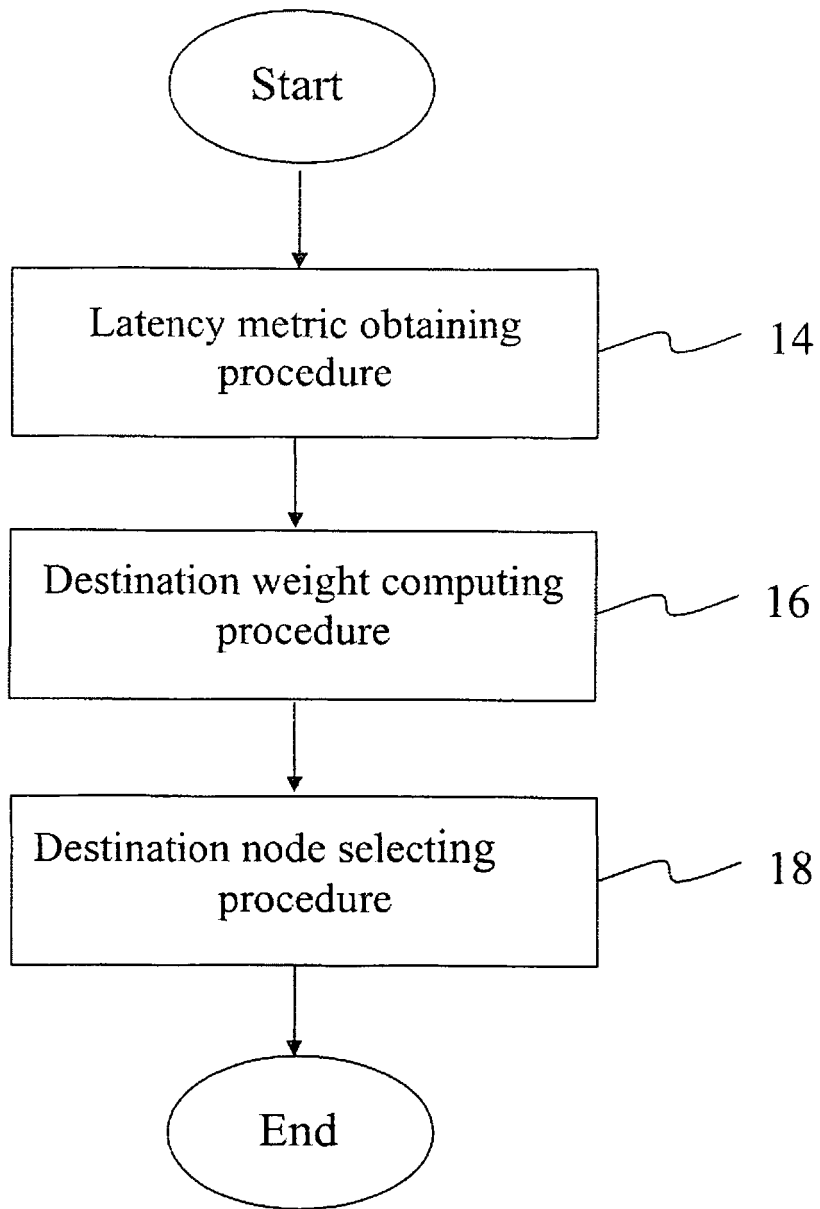 Start
Latency metric obtaining
procedure
14
Destination weight computing
procedure
16
Destination node selecting
procedure
18
End